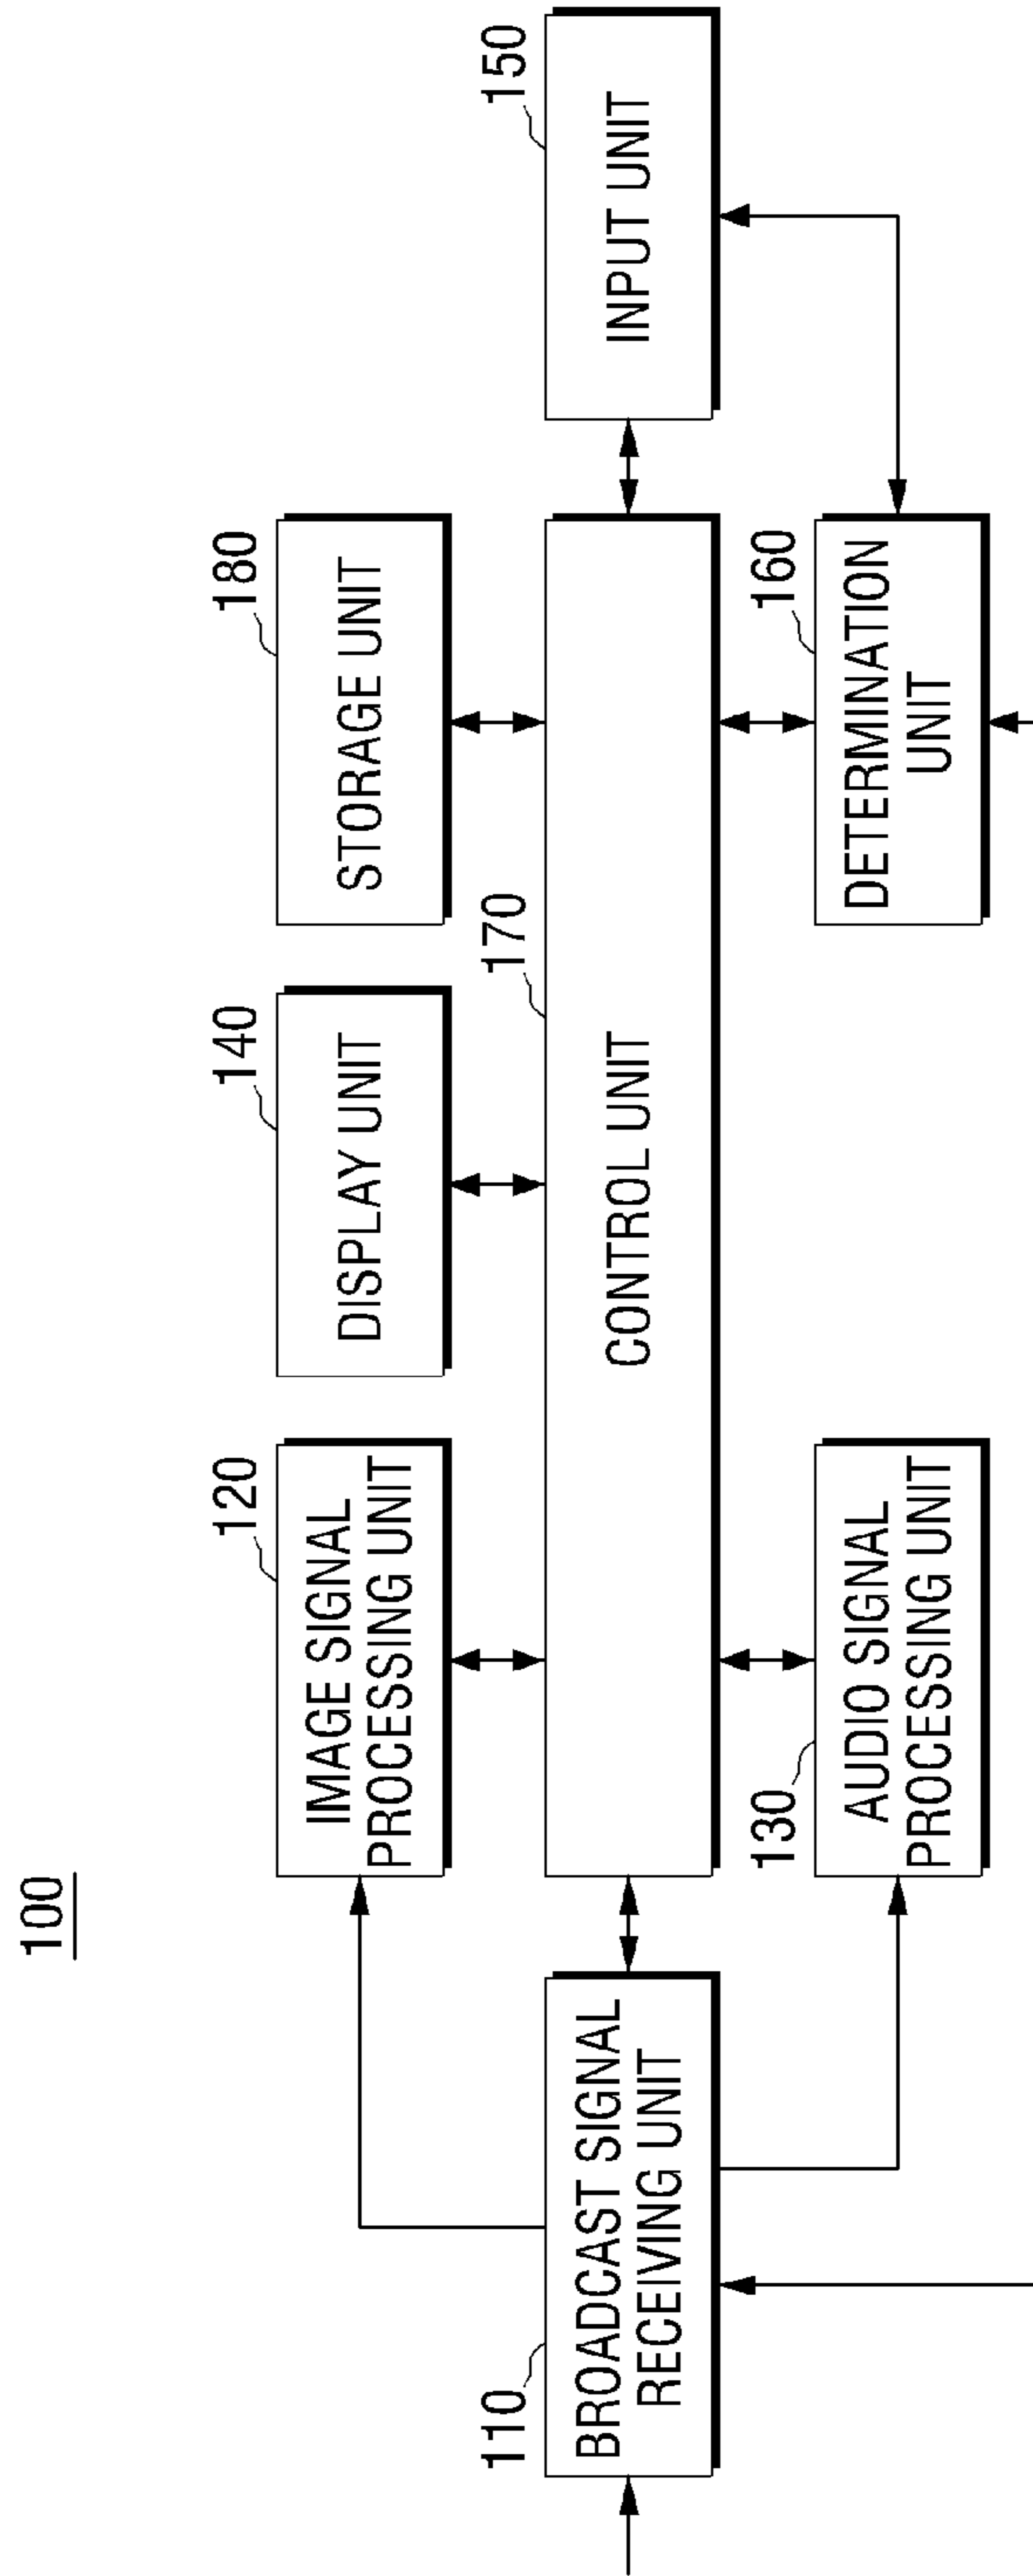 100
120
IMAGE SIGNAL
PROCESSING UNIT
140
DISPLAY UNIT
180
STORAGE UNIT
110
BROADCAST SIGNAL
RECEIVING UNIT
170
CONTROL UNIT
150
INPUT UNIT
130
AUDIO SIGNAL
PROCESSING UNIT
160
DETERMINATION
UNIT